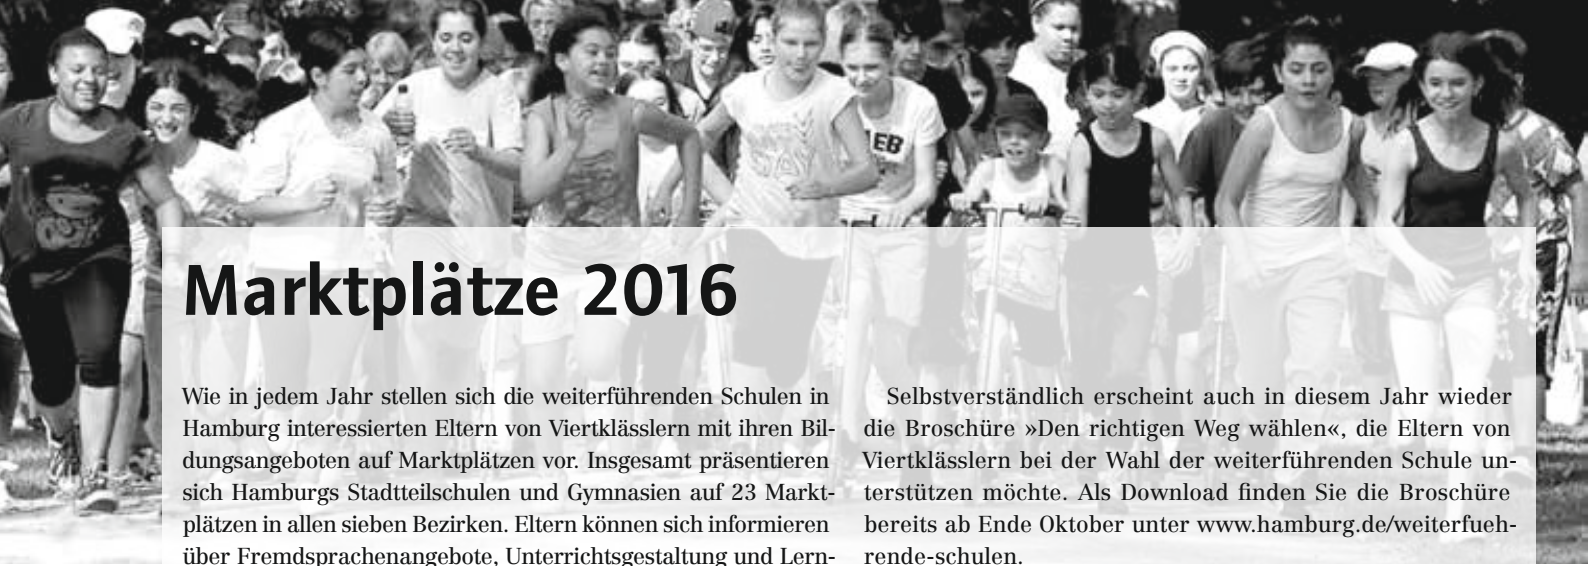 EB
Marktplätze 2016
Wie in jedem Jahr stellen sich die weiterführenden Schulen in
Hamburg interessierten Eltern von Viertklässlern mit ihren Bil-
dungsangeboten auf Marktplätzen vor. Insgesamt präsentieren
sich Hamburgs Stadtteilschulen und Gymnasien auf 23 Markt-
plätzen in allen sieben Bezirken. Eltern können sich informieren
über Fremdsprachenangebote, Unterrichtsgestaltung und Lern-
Selbstverständlich erscheint auch in diesem Jahr wieder
die Broschüre »Den richtigen Weg wählen«, die Eltern von
Viertklässlern bei der Wahl der weiterführenden Schule un-
terstützen möchte. Als Download finden Sie die Broschüre
bereits ab Ende Oktober unter www.hamburg.de/weiterfueh-
rende-schulen.